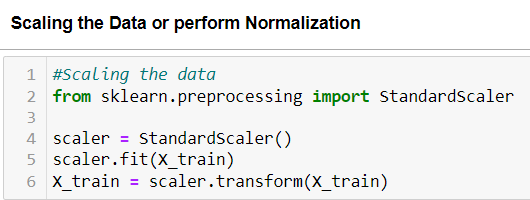 Scaling the Data or perform Normalization
1 #Scaling the data
2 from sklearn.preprocessing import StandardScaler
3
4 scaler = StandardScaler()
5 scaler.fit(X_train)
6 X_train = scaler.transform(X_train)